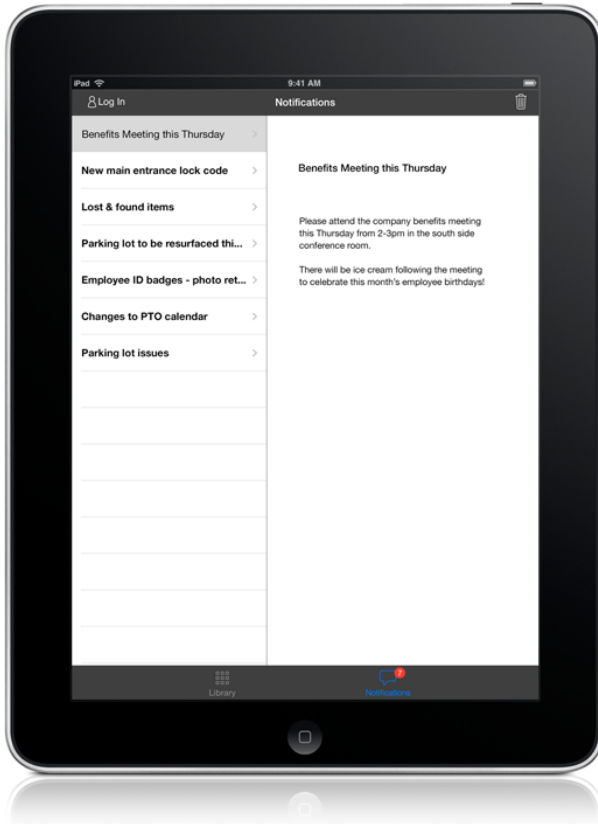 iPad 9:41 AM
Log In Notifications
Benefits Meeting this Thursday
New main entrance lock code
Lost & found items
Parking lot to be resurfaced thi...
Employee ID badges - photo ret...
Changes to PTO calendar
Parking lot issues
Benefits Meeting this Thursday
Please attend the company benefits meeting
this Thursday from 2-3pm in the south side
conference room.
There will be ice cream following the meeting
to celebrate this month's employee birthdays!
Library
7
Notifications